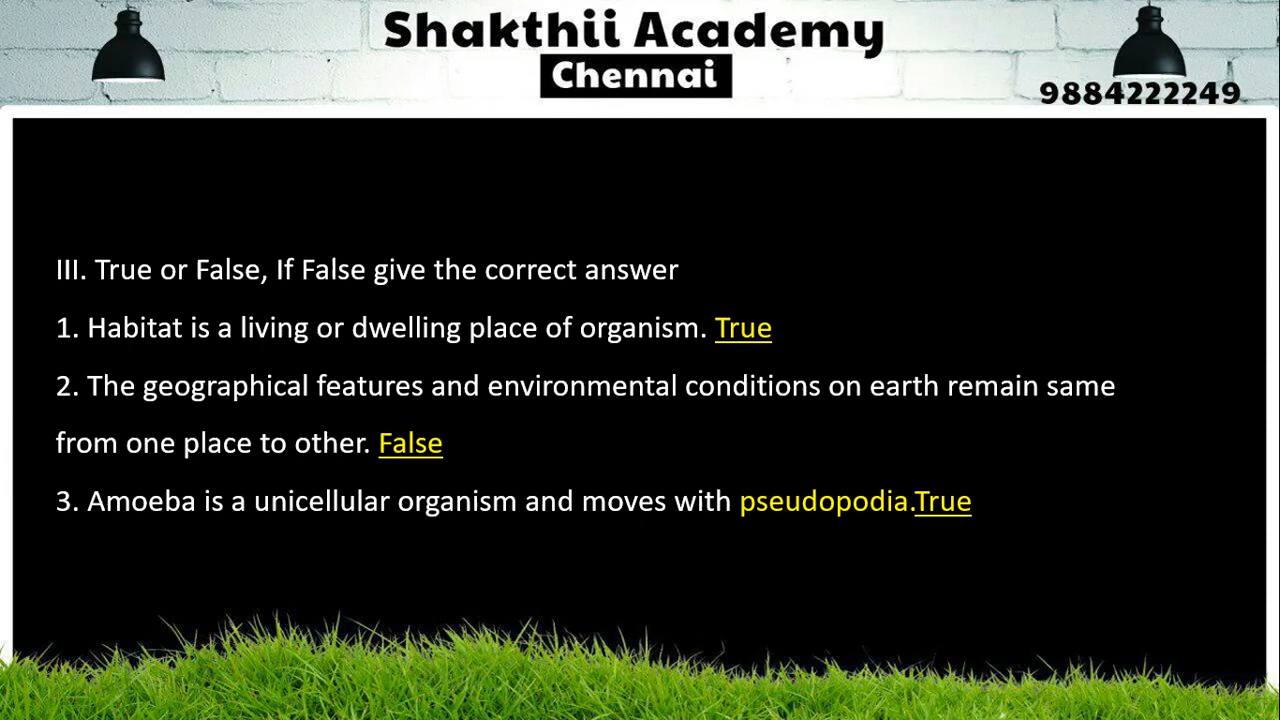 Shakthii Academy
Chennai
9884222249
III. True or False, If False give the correct answer
1. Habitat is a living or dwelling place of organism. True
2. The geographical features and environmental conditions on earth remain same
from one place to other. False
3. Amoeba is a unicellular organism and moves with pseudopodia.True